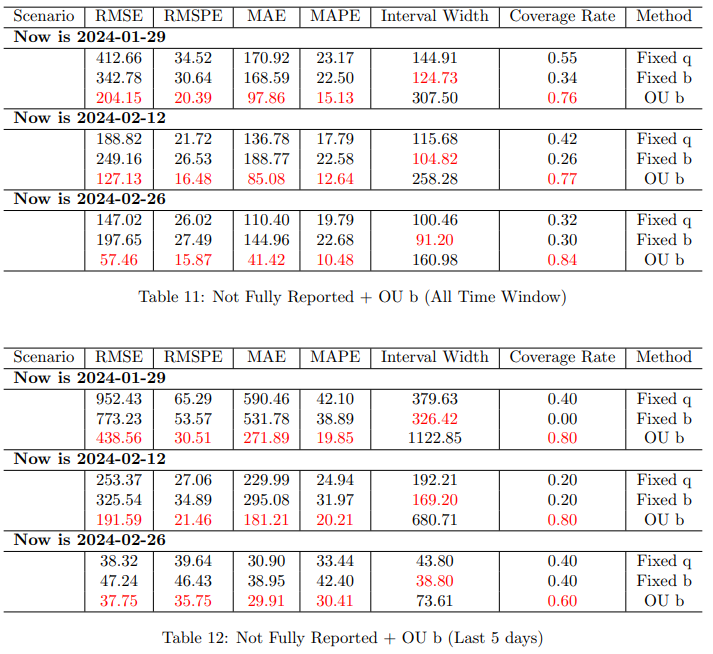 Scenario RMSE RMSPE MAE MAPE Interval Width Coverage Rate Method
Now is 2024-01-29
412.66 34.52 170.92 23.17 144.91 0.55 Fixed q
342.78 30.64 168.59 22.50 124.73 0.34 Fixed b
204.15 20.39 97.86 15.13 307.50 0.76 OU b
Now is 2024-02-12
188.82 21.72 136.78 17.79 115.68 0.42 Fixed q
249.16 26.53 188.77 22.58 104.82 0.26 Fixed b
127.13 16.48 85.08 12.64 258.28 0.77 OU b
Now is 2024-02-26
147.02 26.02 110.40 19.79 100.46 0.32 Fixed q
197.65 27.49 144.96 22.68 91.20 0.30 Fixed b
57.46 15.87 41.42 10.48 160.98 0.84 OU b
Table 11: Not Fully Reported + OU b (All Time Window)
Scenario RMSE RMSPE MAE MAPE Interval Width Coverage Rate Method
Now is 2024-01-29
952.43 65.29 590.46 42.10 379.63 0.40 Fixed q
773.23 53.57 531.78 38.89 326.42 0.00 Fixed b
438.56 30.51 271.89 19.85 1122.85 0.80 OU b
Now is 2024-02-12
253.37 27.06 229.99 24.94 192.21 0.20 Fixed q
325.54 34.89 295.08 31.97 169.20 0.20 Fixed b
191.59 21.46 181.21 20.21 680.71 0.80 OU b
Now is 2024-02-26
38.32 39.64 30.90 33.44 43.80 0.40 Fixed q
47.24 46.43 38.95 42.40 38.80 0.40 Fixed b
37.75 35.75 29.91 30.41 73.61 0.60 OU b
Table 12: Not Fully Reported + OU b (Last 5 days)